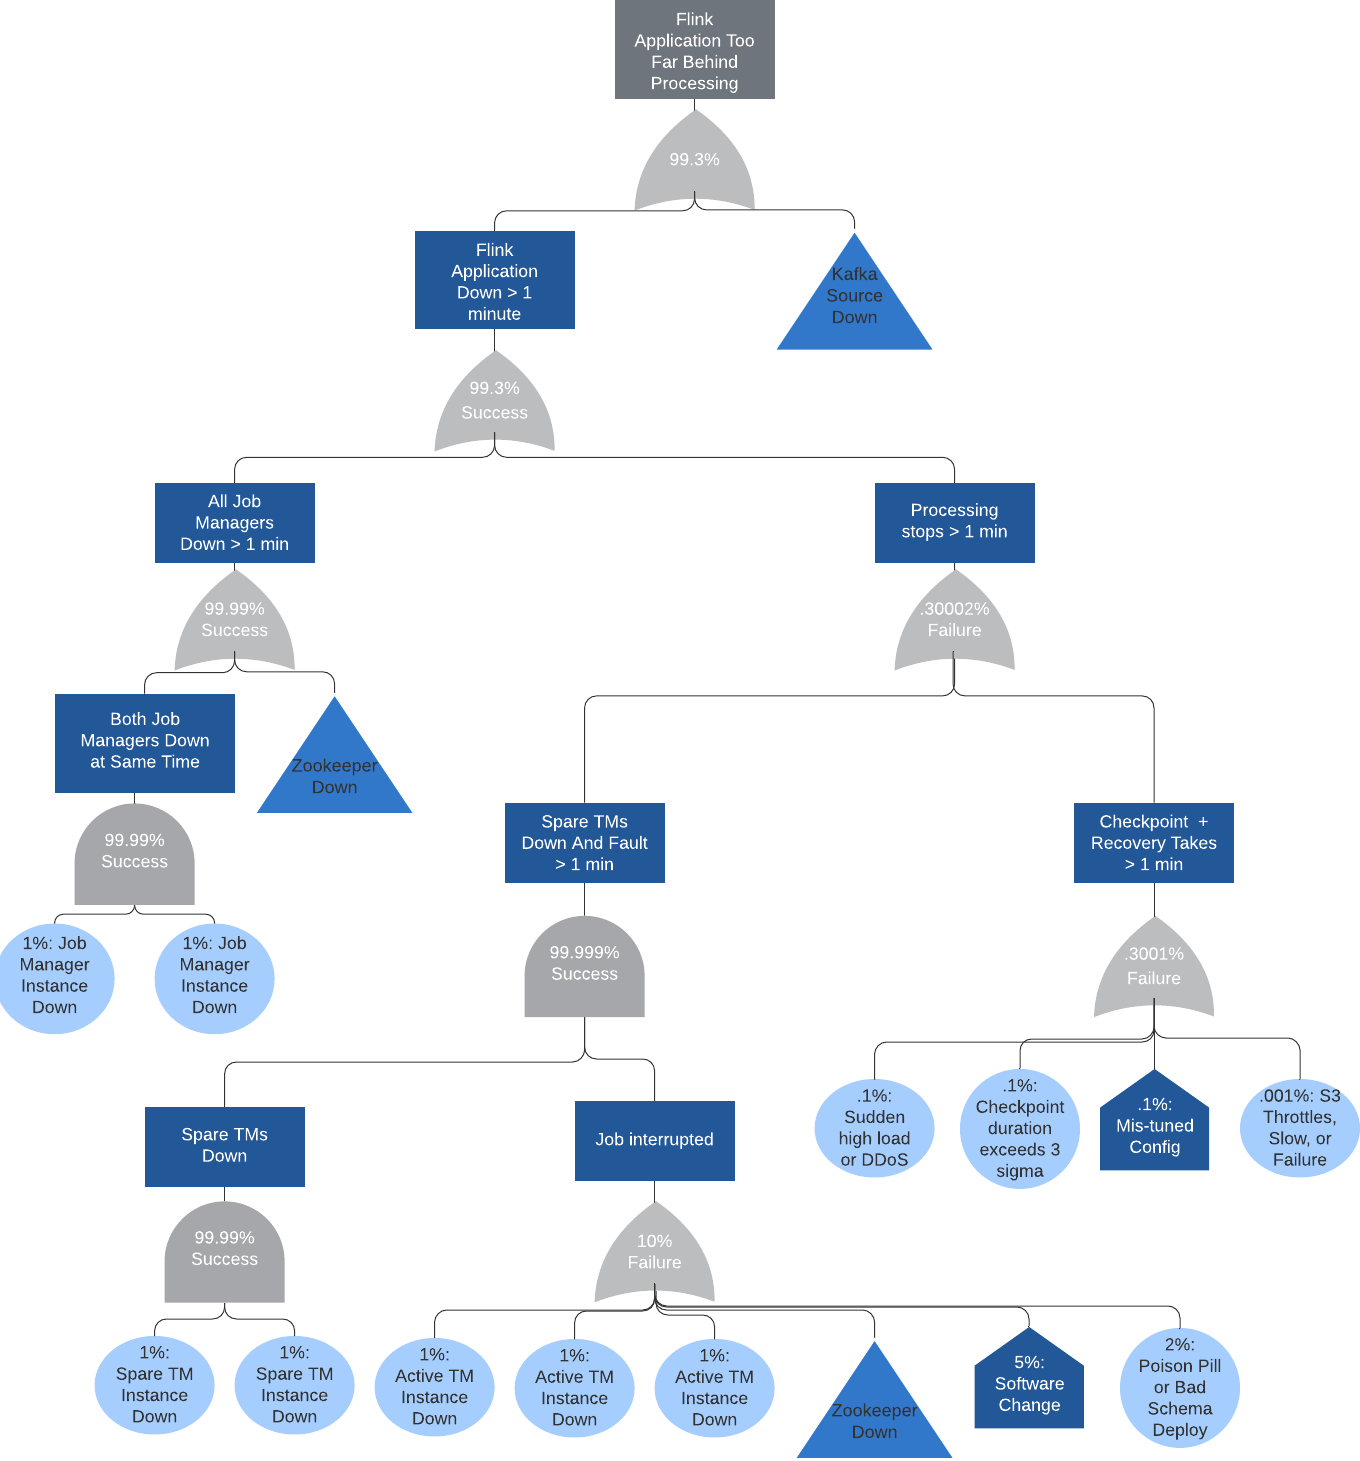 Flink
Application Too
Far Behind
Processing
99.3%
Flink
Application
Down > 1
minute
Kafka
Source
Down
99.3%
Success
All Job
Managers
Down > 1 min
Processing
stops > 1 min
99.99%
Success
.30002%
Failure
Both Job
Managers Down
at Same Time
Zookeeper
Down
99.99%
Success
Spare TMs
Down And Fault
> 1 min
Checkpoint +
Recovery Takes
> 1 min
1%: Job
Manager
Instance
Down
1%: Job
Manager
Instance
Down
99.999%
Success
.3001%
Failure
Spare TMs
Down
Job interrupted
.1%:
Sudden
high load
or DDoS
.1%:
Checkpoint
duration
exceeds 3
sigma
.1%:
Mis-tuned
Config
.001%: S3
Throttles,
Slow, or
Failure
99.99%
Success
10%
Failure
1%:
Spare TM
Instance
Down
1%:
Spare TM
Instance
Down
1%:
Active TM
Instance
Down
1%:
Active TM
Instance
Down
1%:
Active TM
Instance
Down
Zookeeper
Down
5%:
Software
Change
2%:
Poison Pill
or Bad
Schema
Deploy